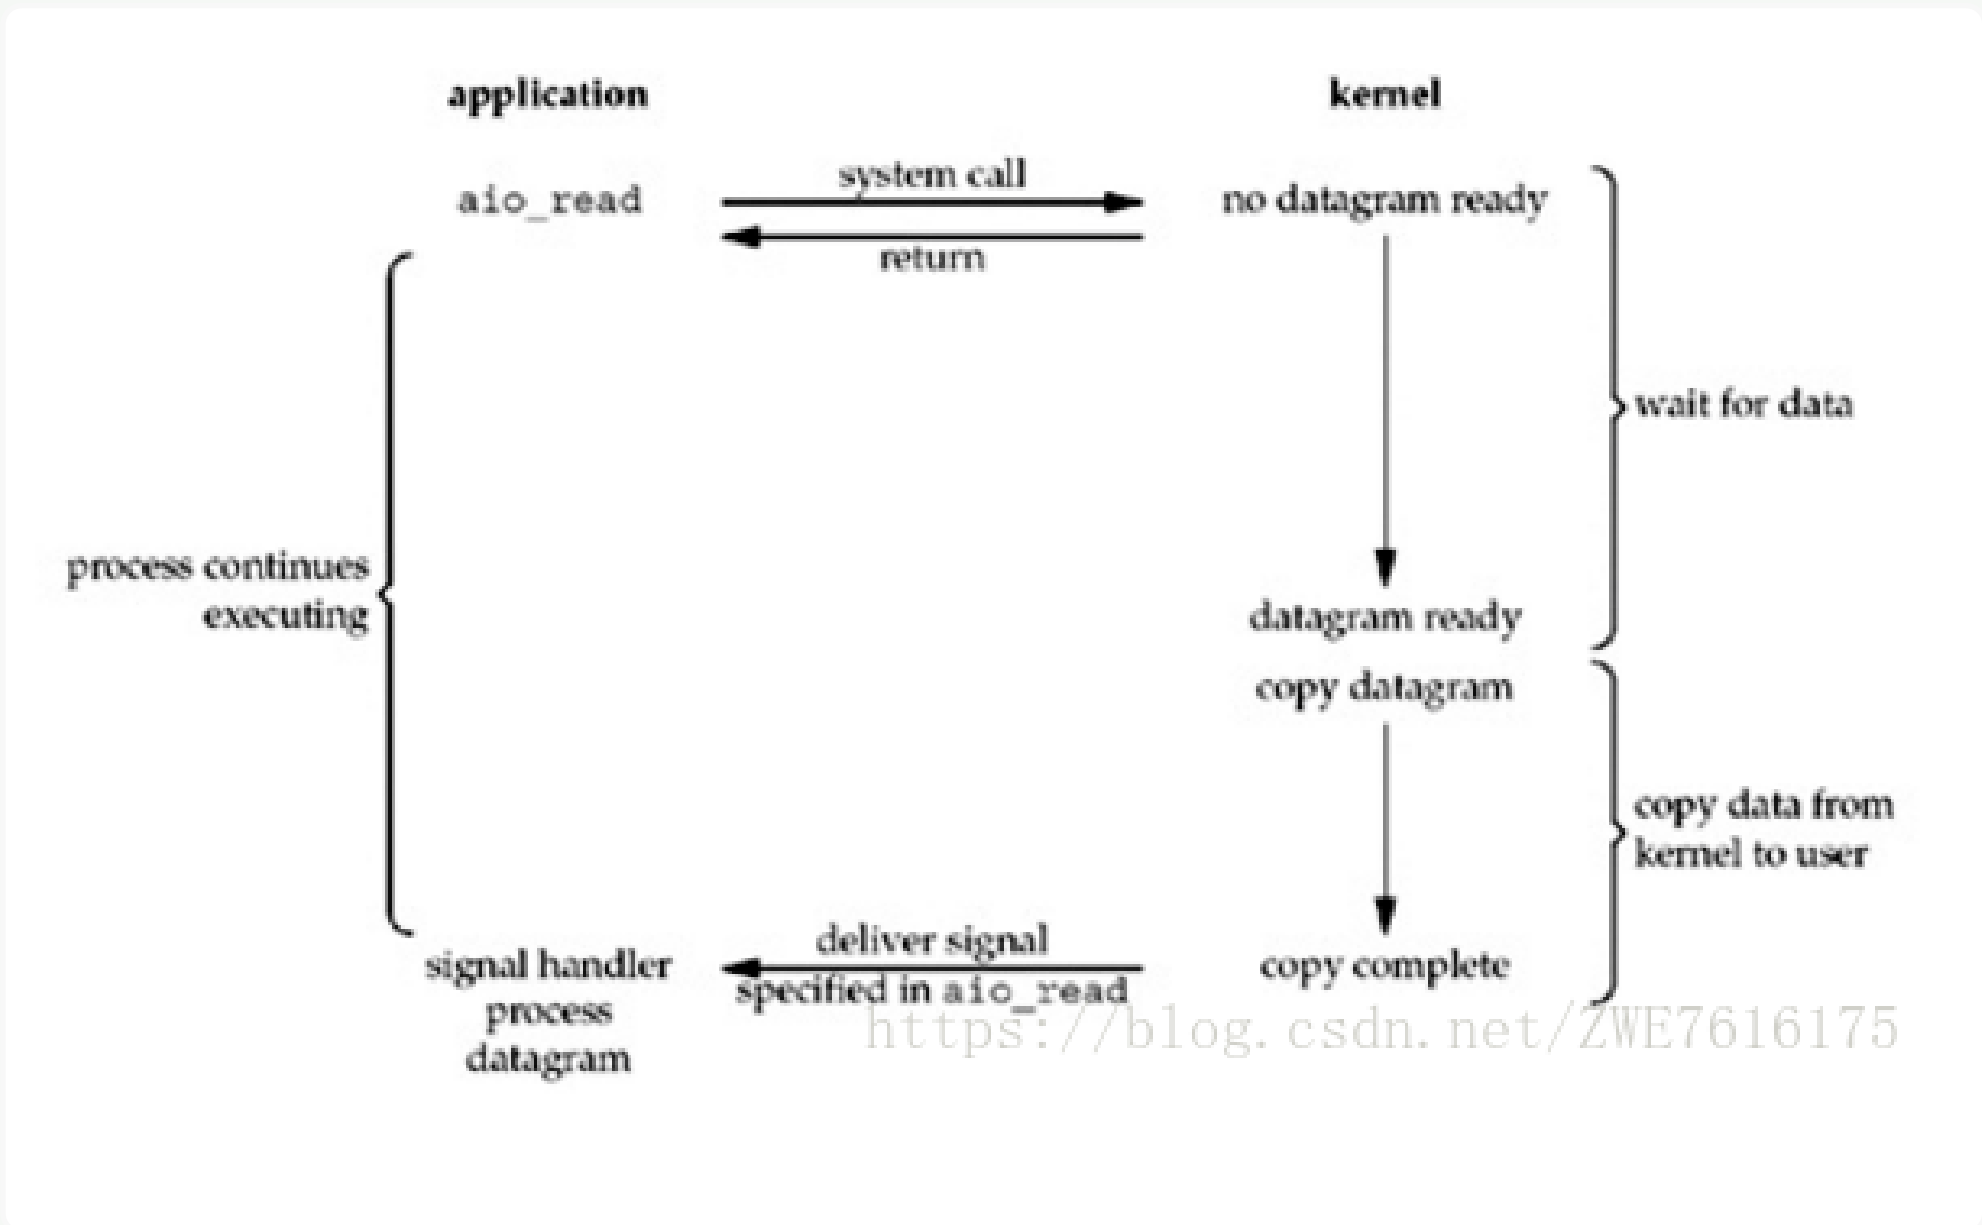 application
kernel
aio_read
system call
no datagram ready
return
wait for data
process continues
executing
datagram ready
copy datagram
copy data from
kernel to user
deliver signal
specified in aio_read
copy complete
signal handler
process
datagram
https://blog.csdn.net/ZWE7616175